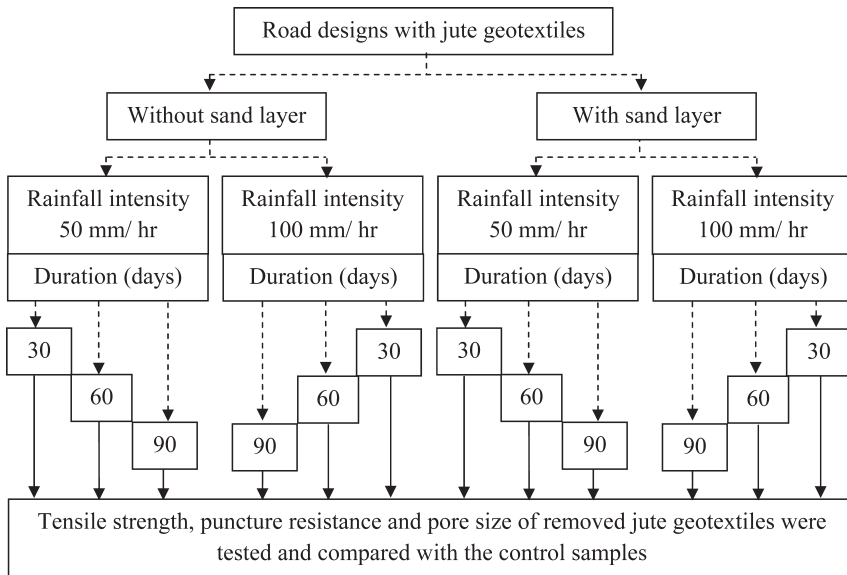 Road designs with jute geotextiles
Without sand layer
With sand layer
Rainfall intensity
50 mm/ hr
Duration (days)
Rainfall intensity
100 mm/ hr
Duration (days)
Rainfall intensity
50 mm/ hr
Duration (days)
Rainfall intensity
100 mm/ hr
Duration (days)
30
60
90
90
60
30
30
60
90
90
60
30
Tensile strength, puncture resistance and pore size of removed jute geotextiles were
tested and compared with the control samples